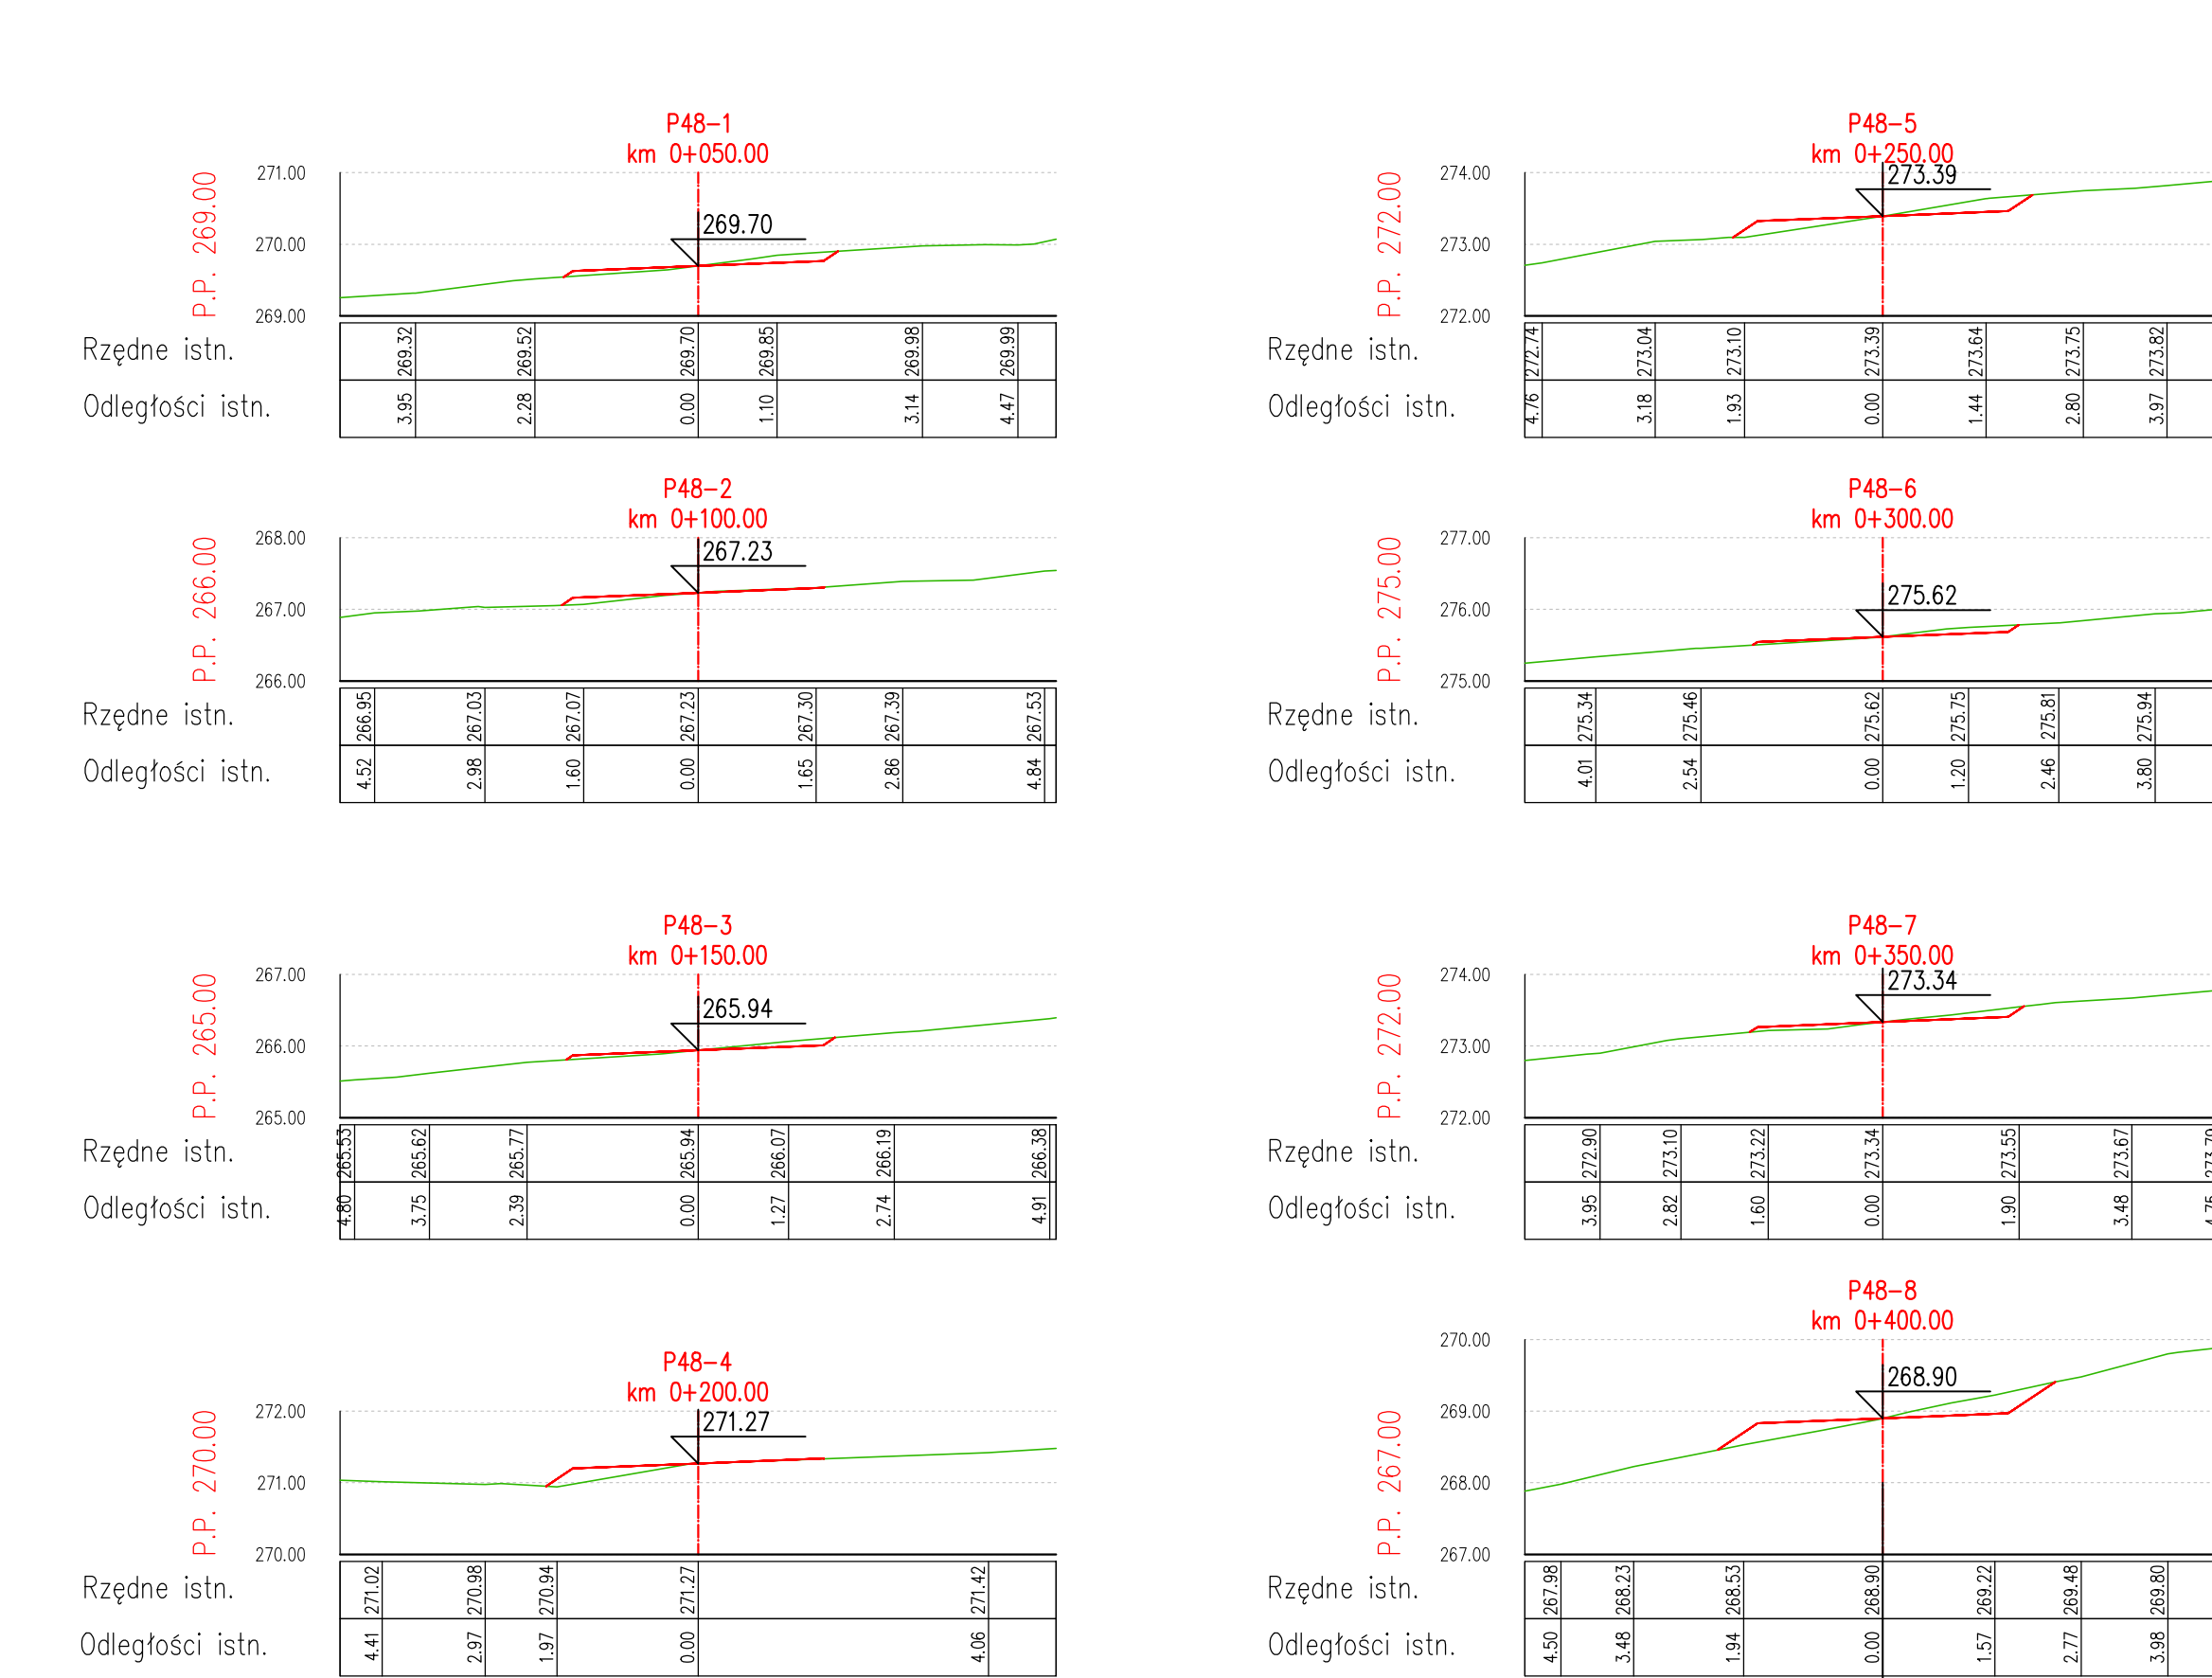 P48-1
km 0+050.00
P.P. 269.00
271.00
270.00
269.00
269.70
Rzędne istn.
269.32 269.52 269.70 269.85 269.98 269.99
Odległości istn.
3.95 2.28 0.00 1.10 3.14 4.47
P48-2
km 0+100.00
P.P. 266.00
268.00
267.00
266.00
267.23
Rzędne istn.
266.95 267.03 267.07 267.23 267.30 267.39 267.53
Odległości istn.
4.52 2.98 1.60 0.00 1.65 2.86 4.84
P48-3
km 0+150.00
P.P. 265.00
267.00
266.00
265.00
265.94
Rzędne istn.
265.53 265.62 265.77 265.94 266.07 266.19 266.38
Odległości istn.
4.80 3.75 2.39 0.00 1.27 2.74 4.91
P48-4
km 0+200.00
P.P. 270.00
272.00
271.00
270.00
271.27
Rzędne istn.
271.02 270.98 270.94 271.27 271.42
Odległości istn.
4.41 2.97 1.97 0.00 4.06
P48-5
km 0+250.00
P.P. 272.00
274.00
273.00
272.00
273.39
Rzędne istn.
272.74 273.04 273.10 273.39 273.64 273.75 273.82
Odległości istn.
4.76 3.18 1.93 0.00 1.44 2.80 3.97
P48-6
km 0+300.00
P.P. 275.00
277.00
276.00
275.00
275.62
Rzędne istn.
275.34 275.46 275.62 275.75 275.81 275.94
Odległości istn.
4.01 2.54 0.00 1.20 2.46 3.80
P48-7
km 0+350.00
P.P. 272.00
274.00
273.00
272.00
273.34
Rzędne istn.
272.90 273.10 273.22 273.34 273.55 273.67
Odległości istn.
3.95 2.82 1.60 0.00 1.90 3.48
P48-8
km 0+400.00
P.P. 267.00
270.00
269.00
268.00
267.00
268.90
Rzędne istn.
267.98 268.23 268.53 268.90 269.22 269.48 269.80
Odległości istn.
4.50 3.48 1.94 0.00 1.57 2.77 3.98